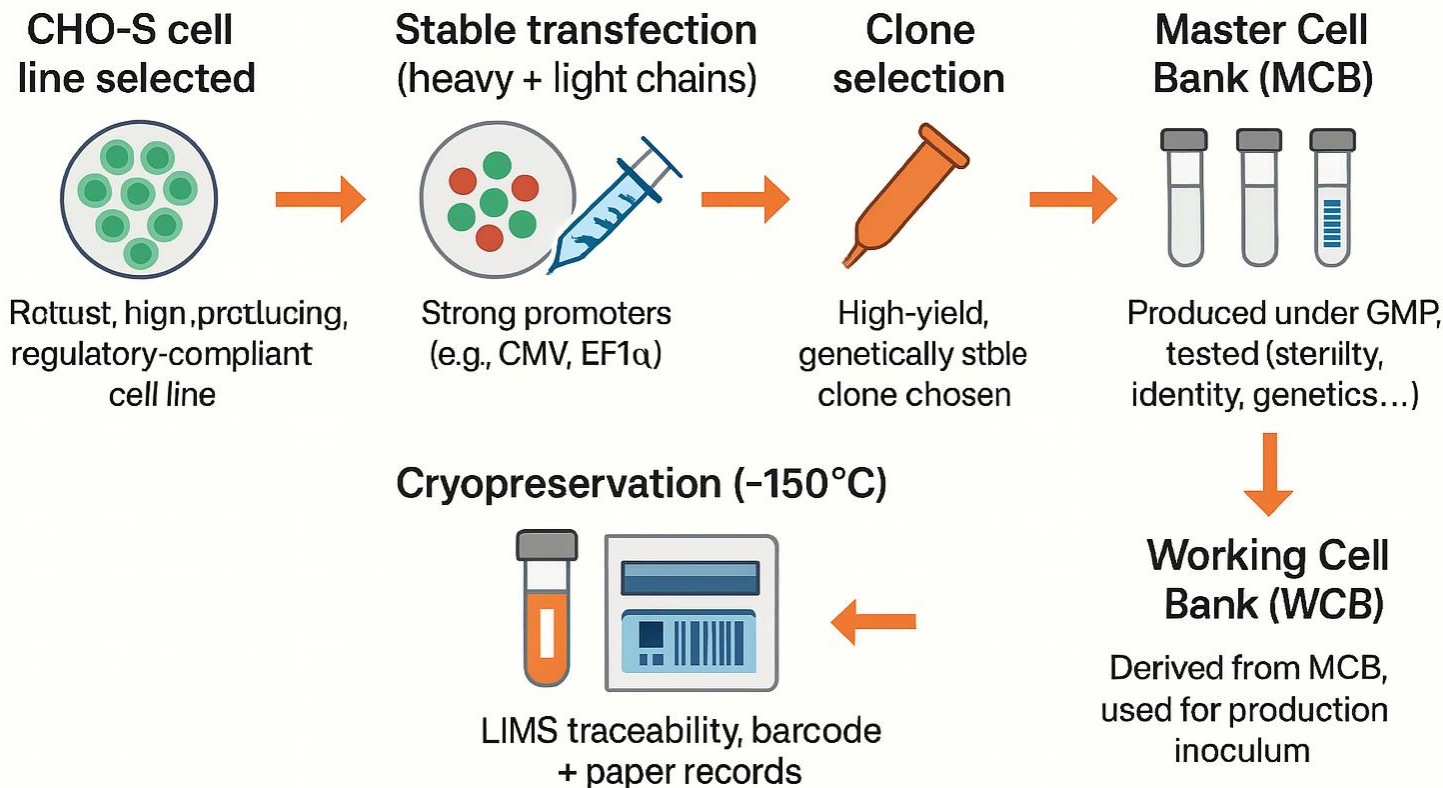 CHO-S cell
line selected
Rottust, hign,prctlucing,
regulatory-compliant
cell line
Stable transfection
(heavy + light chains)
Strong promoters
(e.g., CMV, EF1α)
Clone
selection
High-yield,
genetically stble
clone chosen
Master Cell
Bank (MCB)
Produced under GMP,
tested (steriilty,
identity, genetics...)
Working Cell
Bank (WCB)
Derived from MCB,
used for production
inoculum
Cryopreservation (-150°C)
LIMS traceability, barcode
+ paper records